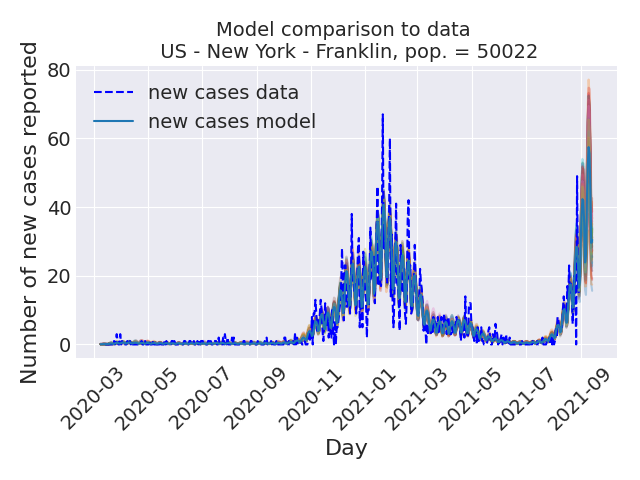 Model comparison to data
US - New York - Franklin, pop. = 50022
Number of new cases reported
80
60
40
20
0
new cases data
new cases model
2020-03
2020-05
2020-07
2020-09
2020-11
2021-01
2021-03
2021-05
2021-07
2021-09
Day